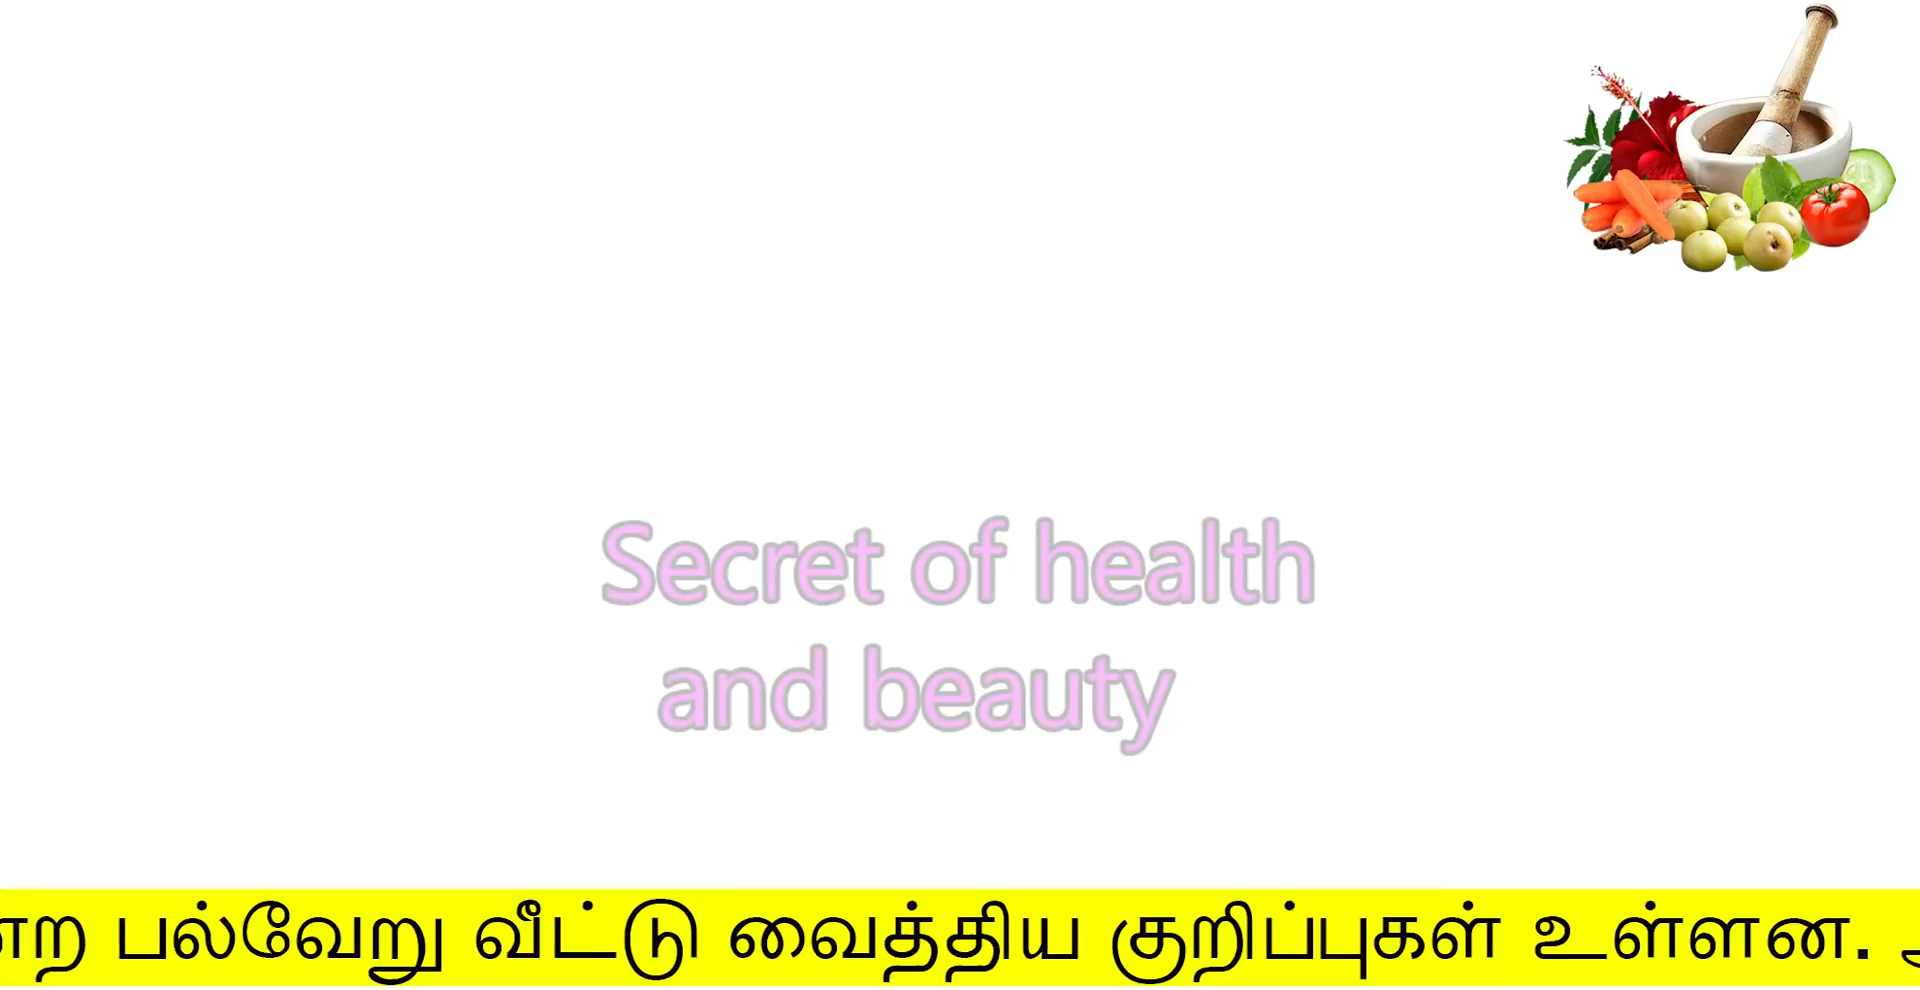 Secret of health
and beauty
பல்வேறு வீட்டு வைத்திய குறிப்புகள் உள்ளன.